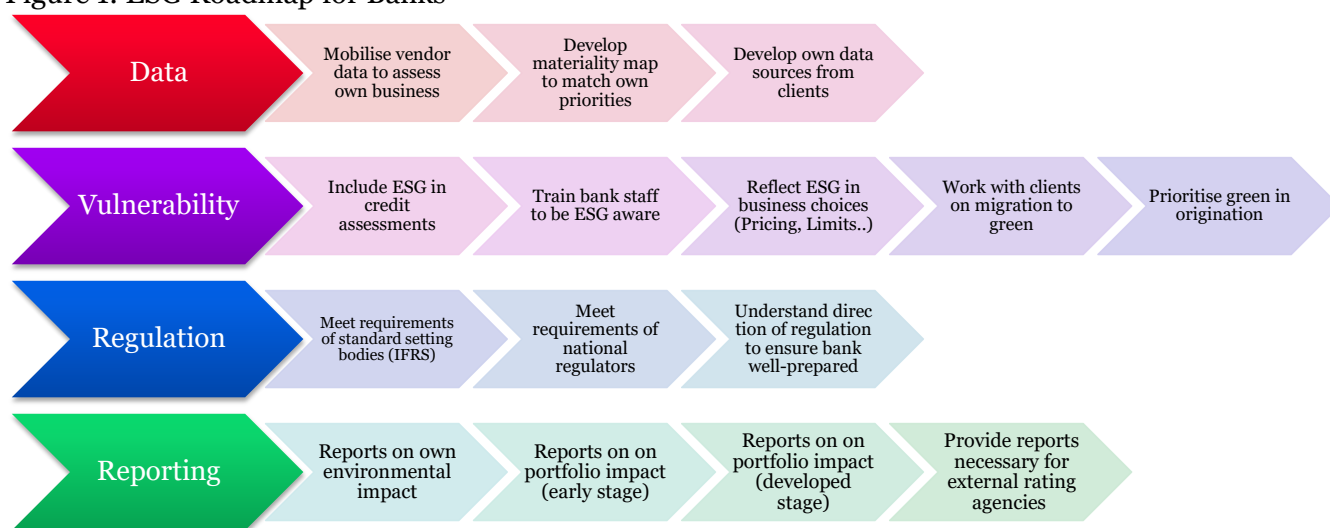 Figure 1: ESG Roadmap for Banks
Data
Mobilise vendor
data to assess
own business
Develop
materiality map
to match own
priorities
Develop own data
sources from
clients
Vulnerability
Include ESG in
credit
assessments
Train bank staff
to be ESG aware
Reflect ESG in
business choices
(Pricing, Limits..)
Work with clients
on migration to
green
Prioritise green in
origination
Regulation
Meet requirements
of standard setting
bodies (IFRS)
Meet
requirements of
national
regulators
Understand direc
tion of regulation
to ensure bank
well-prepared
Reporting
Reports on own
environmental
impact
Reports on on
portfolio impact
(early stage)
Reports on on
portfolio impact
(developed
stage)
Provide reports
necessary for
external rating
agencies